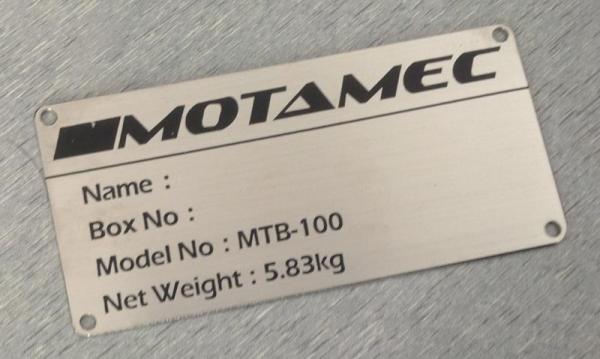 MOTAMEC
Name :
Box No :
Model No : MTB-100
Net Weight : 5.83kg